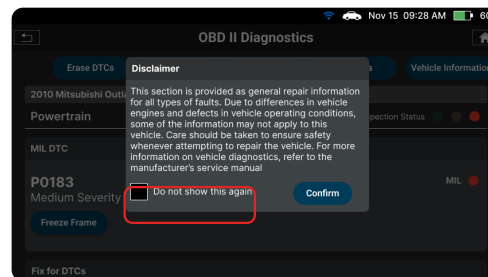 Nov 15 09:28 AM
OBD II Diagnostics
Erase DTCs
Vehicle Information
Disclaimer
2010 Mitsubishi Outla
This section is provided as general repair information
for all types of faults. Due to differences in vehicle
engines and defects in vehicle operating conditions,
some of the information may not apply to this
vehicle. Care should be taken to ensure safety
whenever attempting to repair the vehicle. For more
information on vehicle diagnostics, refer to the
manufacturer's service manual
Powertrain
spection Status
MIL DTC
P0183
MIL
Medium Severity
Do not show this again
Confirm
Freeze Frame
Fix for DTCs